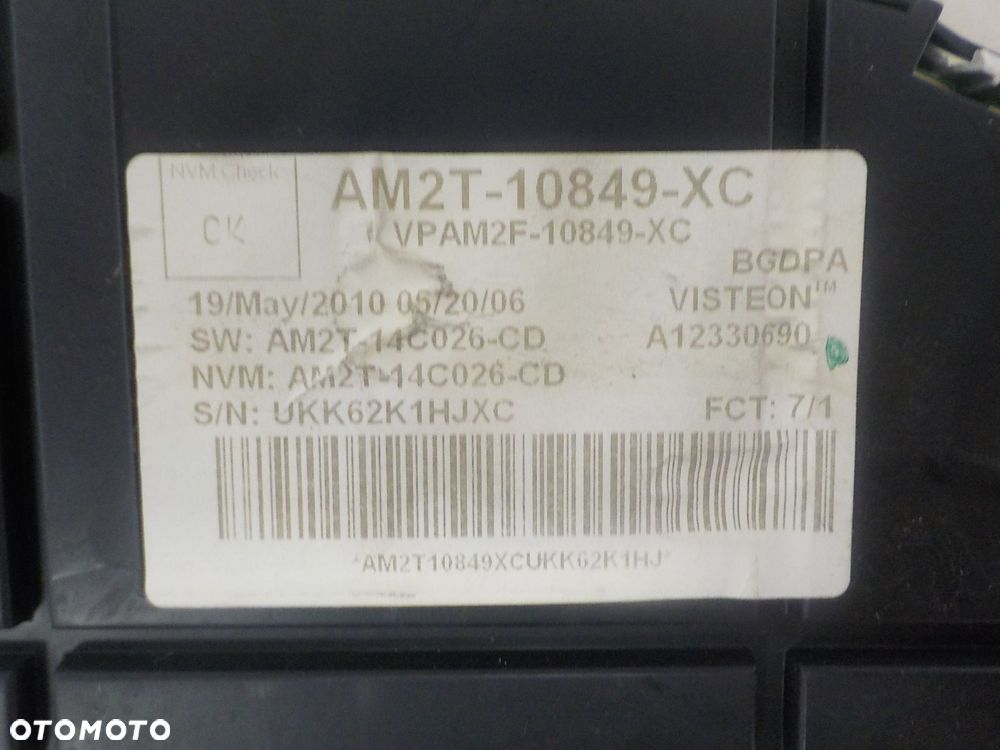 NVM Check
OK
AM2T-10849-XC
VPAM2F-10849-XC
BGDPA
19/May/2010 05/20/06
VISTEON™
SW: AM2T-14C026-CD
A12330690
NVM: AM2T-14C026-CD
S/N: UKK62K1HJXC
FCT: 7/1
*AM2T10849XCUKK62K1HJ*
OTOMOTO